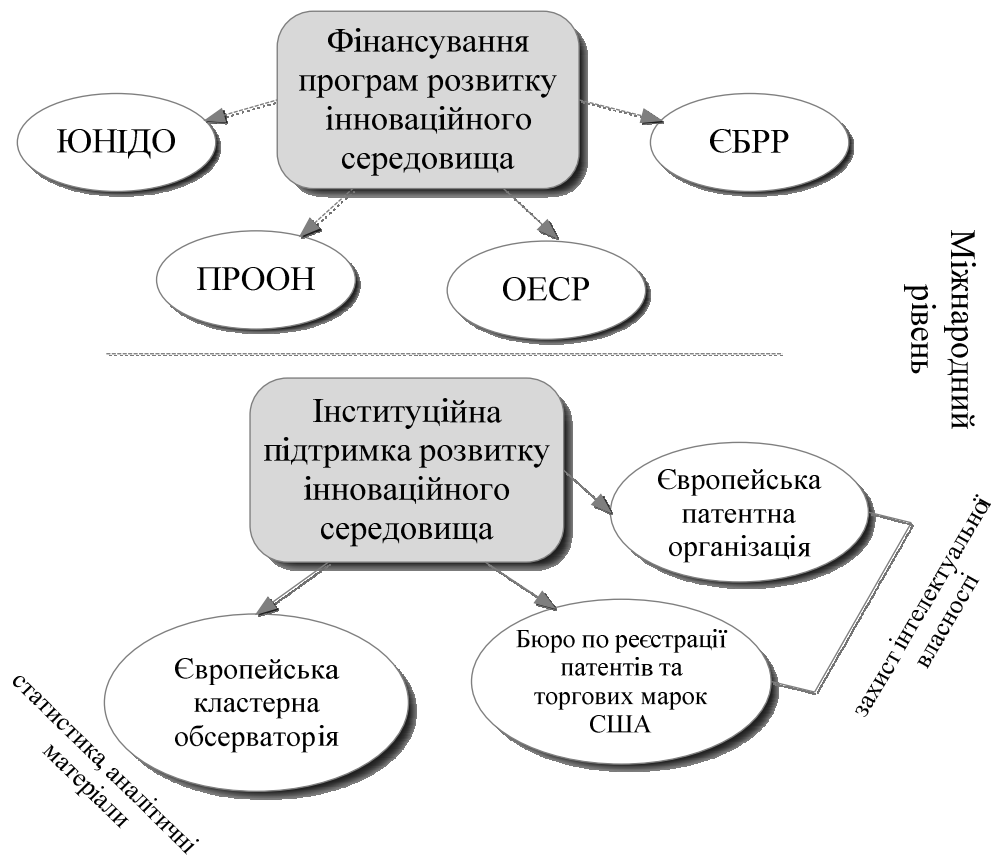 Фінансування
програм розвитку
інноваційного
середовища
ЮНІДО
ЄБРР
ПРООН
ОЕСР
Міжнародний
рівень
Інституційна
підтримка розвитку
інноваційного
середовища
Європейська
патентна
організація
захист інтелектуальної
власності
Європейська
кластерна
обсерваторія
Бюро по реєстрації
патентів та
торгових марок
США
статистика, аналітичні
матеріали